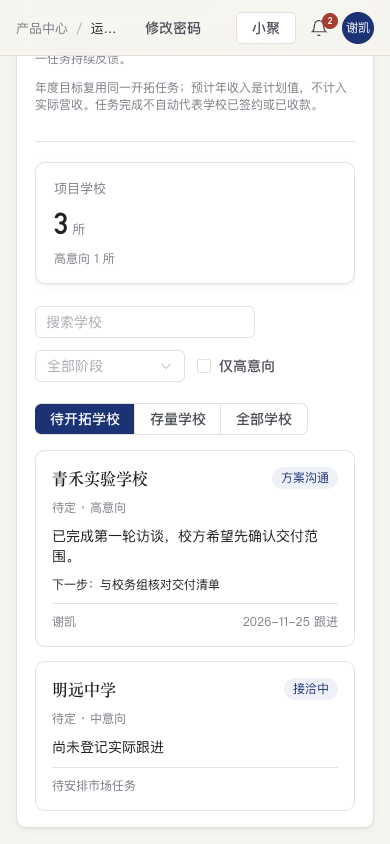 产品中心 / 运... 修改密码 小聚 2 谢凯
一任务持续反馈。
年度目标复用同一开拓任务；预计年收入是计划值，不计入
实际营收。任务完成不自动代表学校已签约或已收款。
项目学校
3 所
高意向 1 所
搜索学校
全部阶段 仅高意向
待开拓学校 存量学校 全部学校
青禾实验学校 方案沟通
待定 · 高意向
已完成第一轮访谈，校方希望先确认交付范
围。
下一步：与校务组核对交付清单
谢凯 2026-11-25 跟进
明远中学 接洽中
待定 · 中意向
尚未登记实际跟进
待安排市场任务